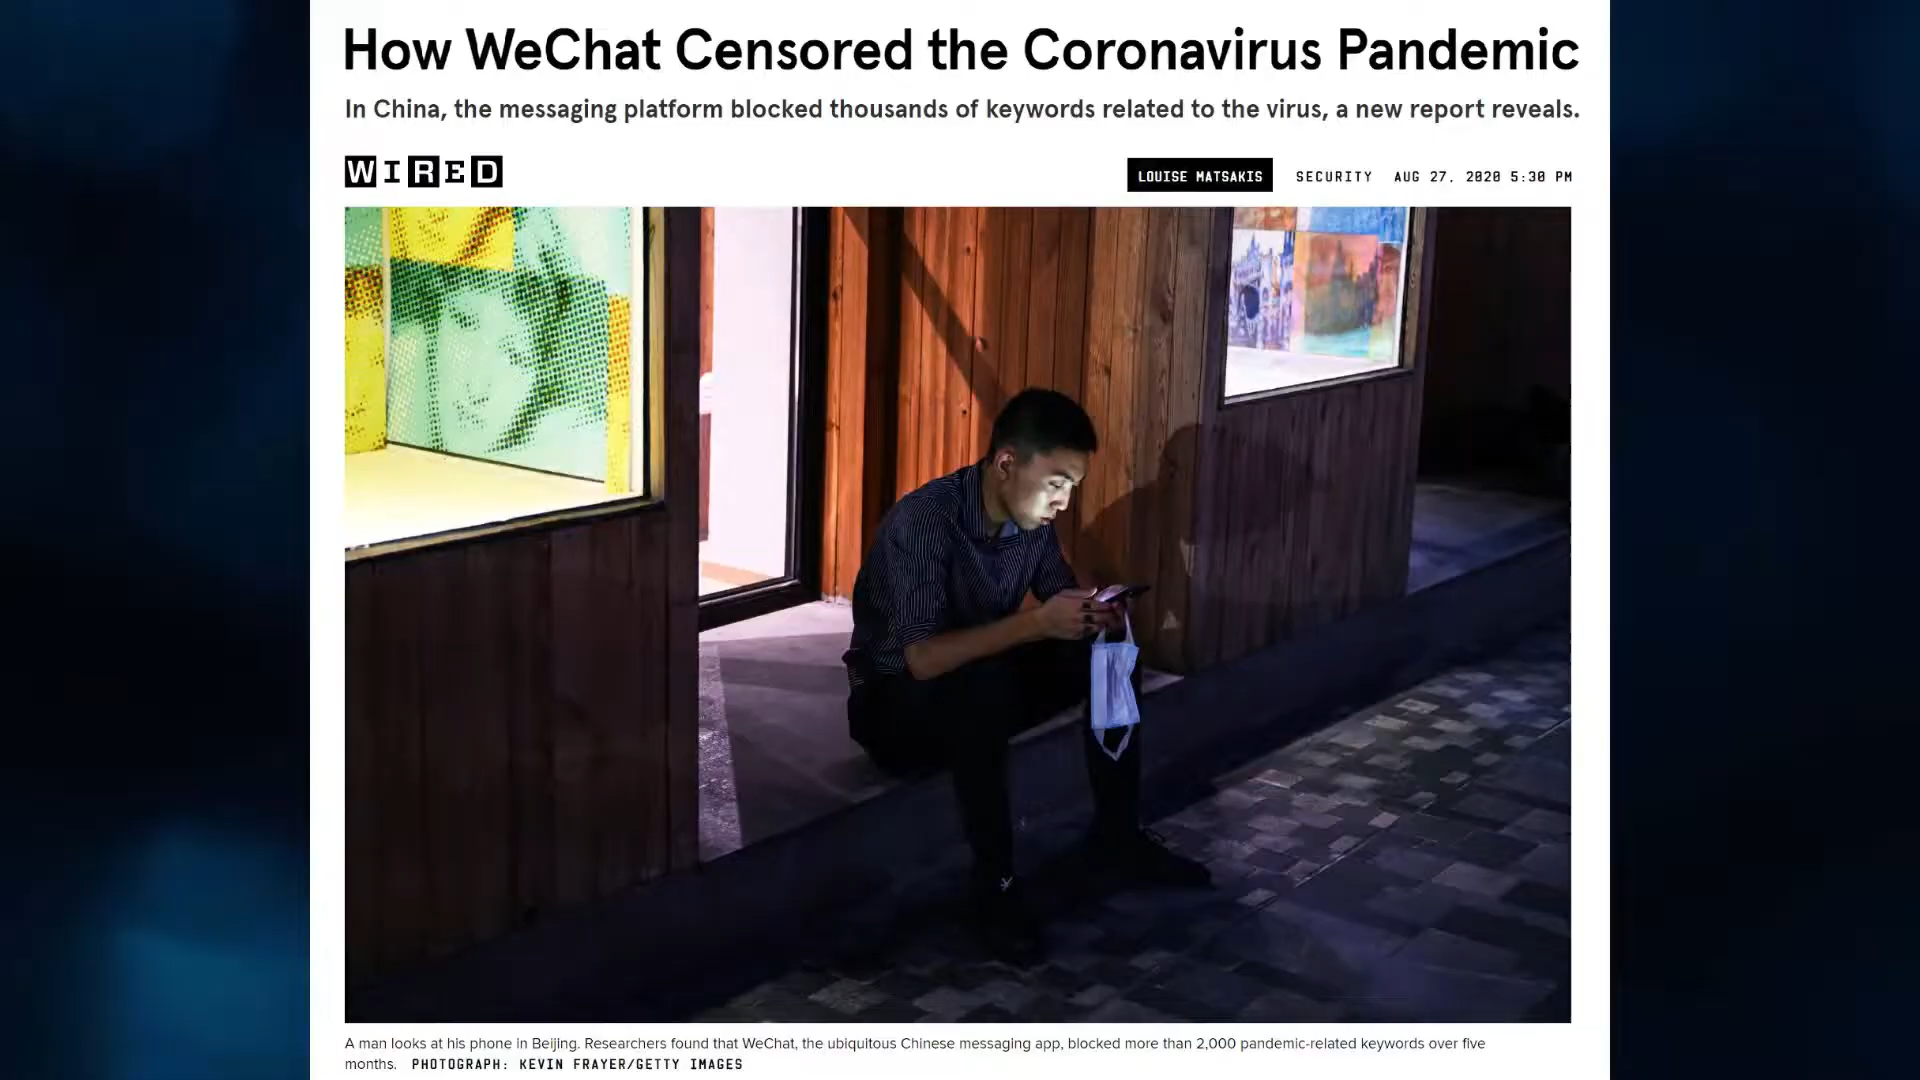 How WeChat Censored the Coronavirus Pandemic
In China, the messaging platform blocked thousands of keywords related to the virus, a new report reveals.
WIRED
LOUISE MATSAKIS SECURITY AUG 27, 2020 5:30 PM
A man looks at his phone in Beijing. Researchers found that WeChat, the ubiquitous Chinese messaging app, blocked more than 2,000 pandemic-related keywords over five
months. PHOTOGRAPH: KEVIN FRAYER/GETTY IMAGES